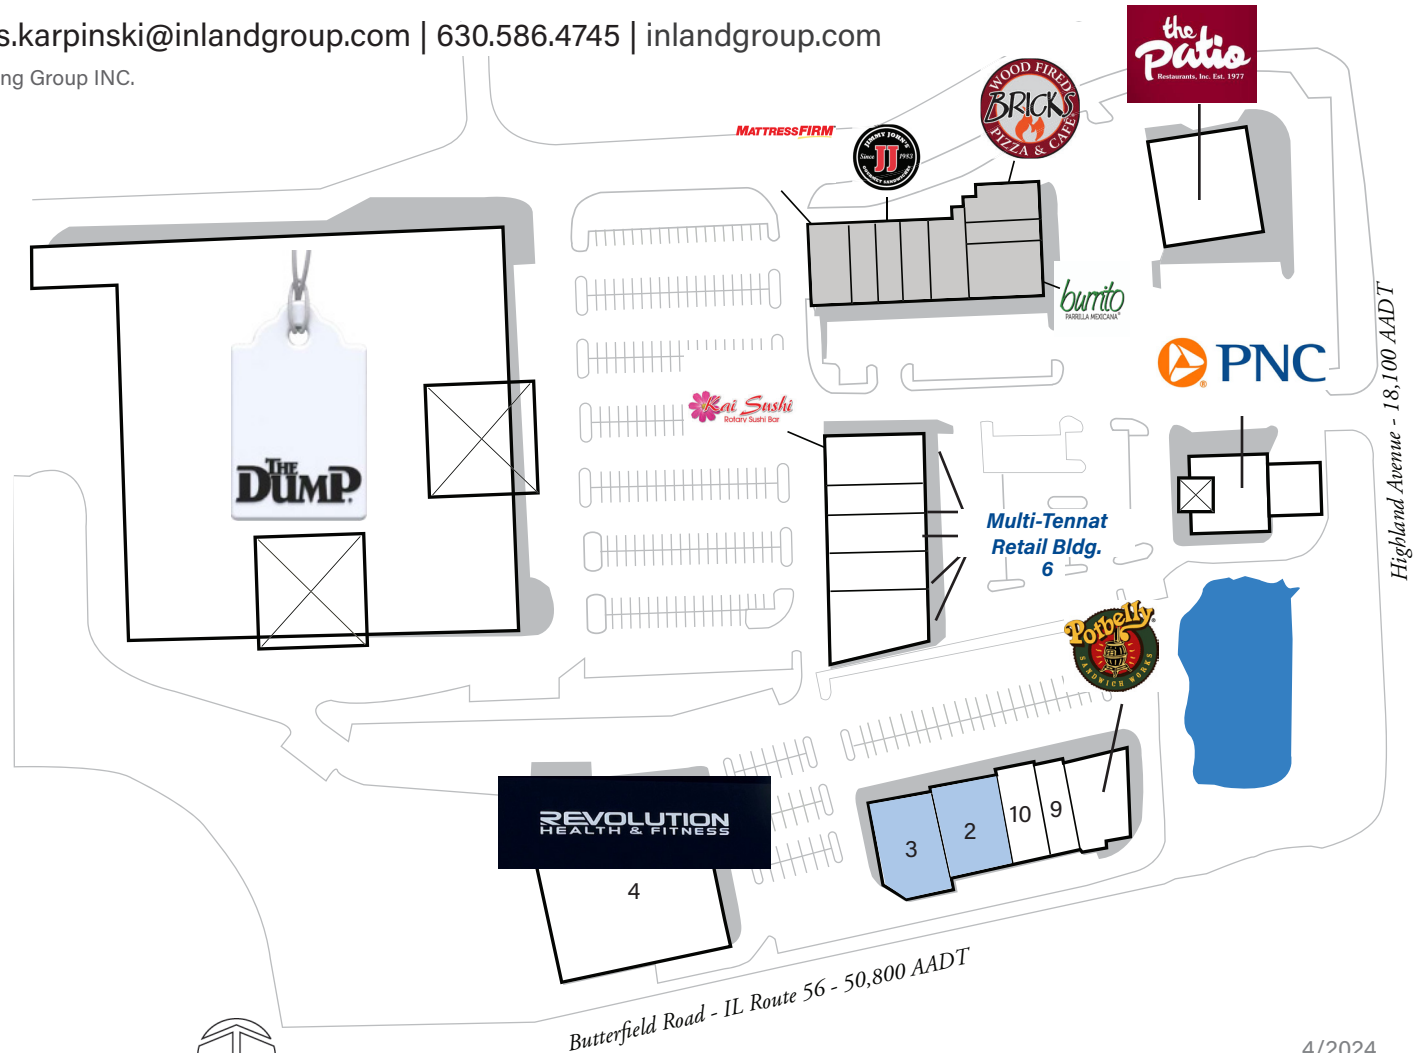 s.karpinski@inlandgroup.com | 630.586.4745 | inlandgroup.com
ng Group INC.
the
Patio
Restaurants, Inc. Est. 1977
WOOD FIRED
BRICKS
PIZZA & CAFE
MATTRESSFIRM
JIMMY JOHN'S
Since JJ 1983
GOURMET SANDWICHES
burrito
PARRILLA MEXICANA
PNC
Highland Avenue - 18,100 AADT
Kai Sushi
Rotary Sushi Bar
THE
DUMP.
Multi-Tennat
Retail Bldg.
6
Potbelly
SANDWICH WORKS
REVOLUTION
HEALTH & FITNESS
4
3
2
10
9
Butterfield Road - IL Route 56 - 50,800 AADT
4/2024